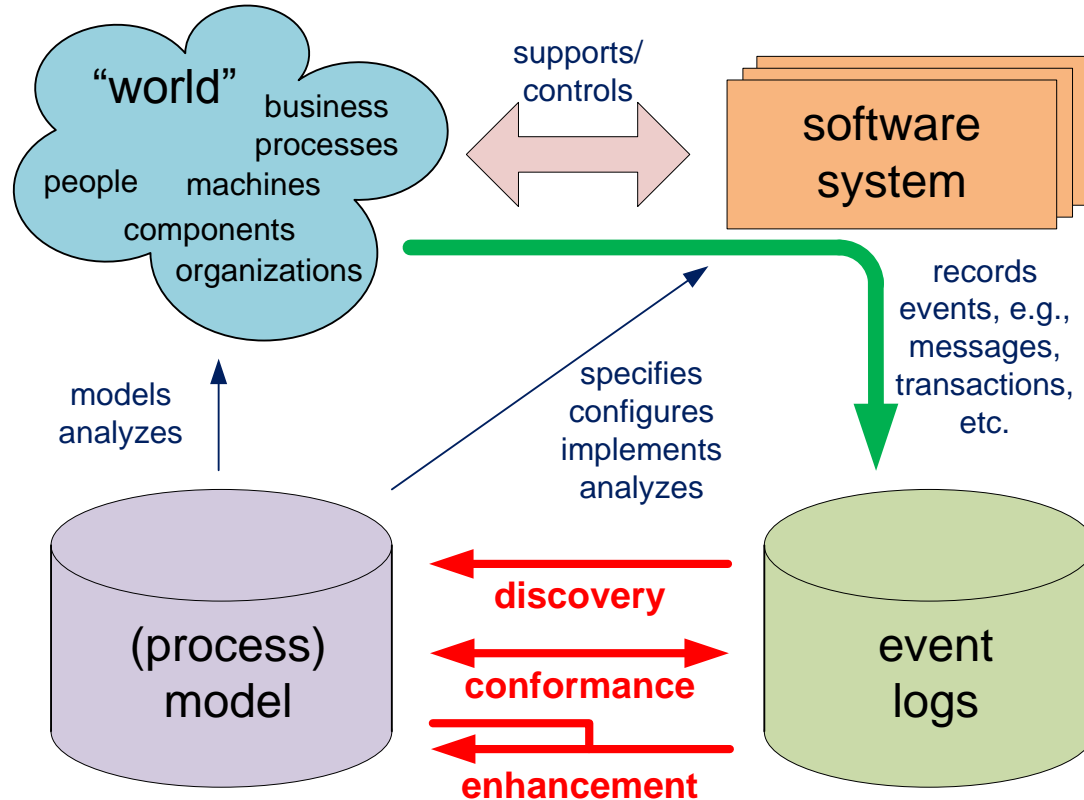 “world”
business
processes
people
machines
components
organizations
supports/
controls
software
system
records
events, e.g.,
messages,
transactions,
etc.
models
analyzes
specifies
configures
implements
analyzes
(process)
model
discovery
conformance
enhancement
event
logs